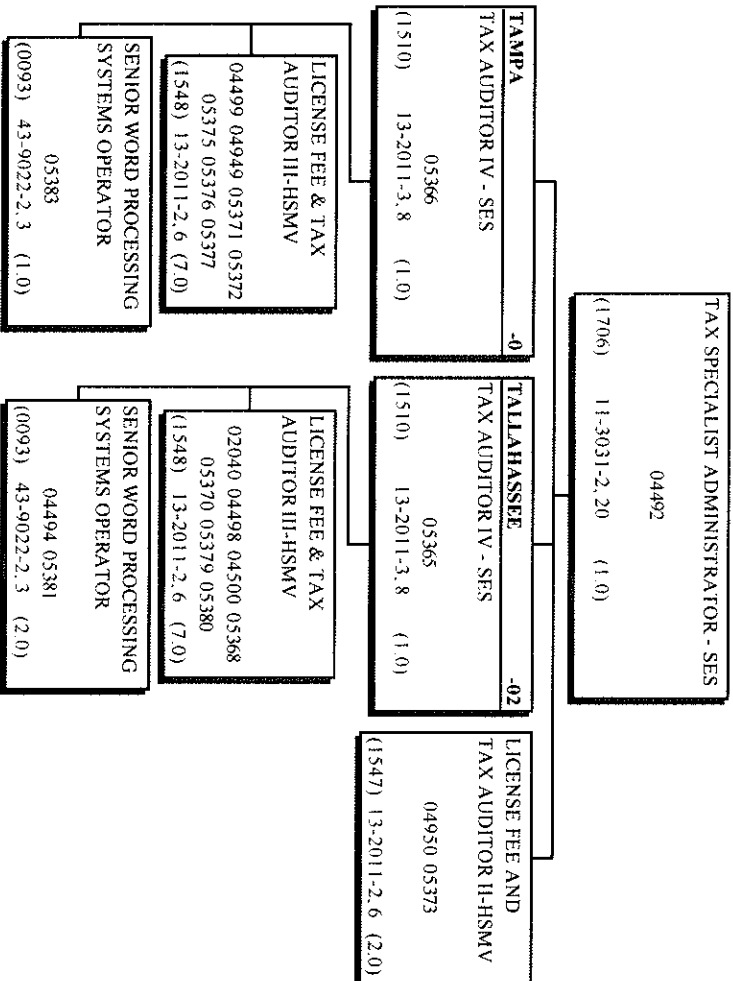 TAX SPECIALIST ADMINISTRATOR - SES
04492
(1706) 11-3031-2, 20 (1.0)
TAMPA -0
TAX AUDITOR IV - SES
05366
(1510) 13-2011-3, 8 (1.0)
LICENSE FEE & TAX
AUDITOR III-HSMV
04499 04949 05371 05372
05375 05376 05377
(1548) 13-2011-2, 6 (7.0)
SENIOR WORD PROCESSING
SYSTEMS OPERATOR
05383
(0093) 43-9022-2, 3 (1.0)
TALLAHASSEE -02
TAX AUDITOR IV - SES
05365
(1510) 13-2011-3, 8 (1.0)
LICENSE FEE & TAX
AUDITOR III-HSMV
02040 04498 04500 05368
05370 05379 05380
(1548) 13-2011-2, 6 (7.0)
SENIOR WORD PROCESSING
SYSTEMS OPERATOR
04494 05381
(0093) 43-9022-2, 3 (2.0)
LICENSE FEE AND
TAX AUDITOR II-HSMV
04950 05373
(1547) 13-2011-2, 6 (2.0)